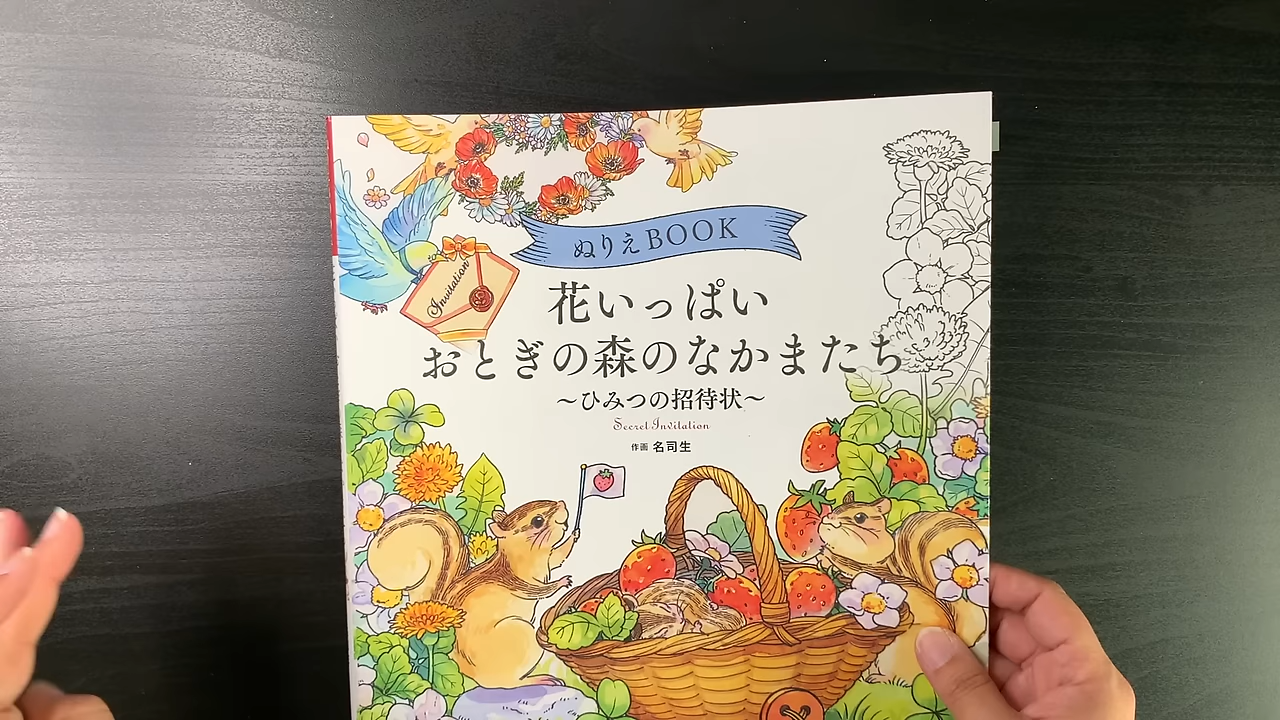 ぬりえBOOK
Invitation
花いっぱい
おとぎの森のなかまたち
〜ひみつの招待状〜
Secret Invitation
作画 名司生